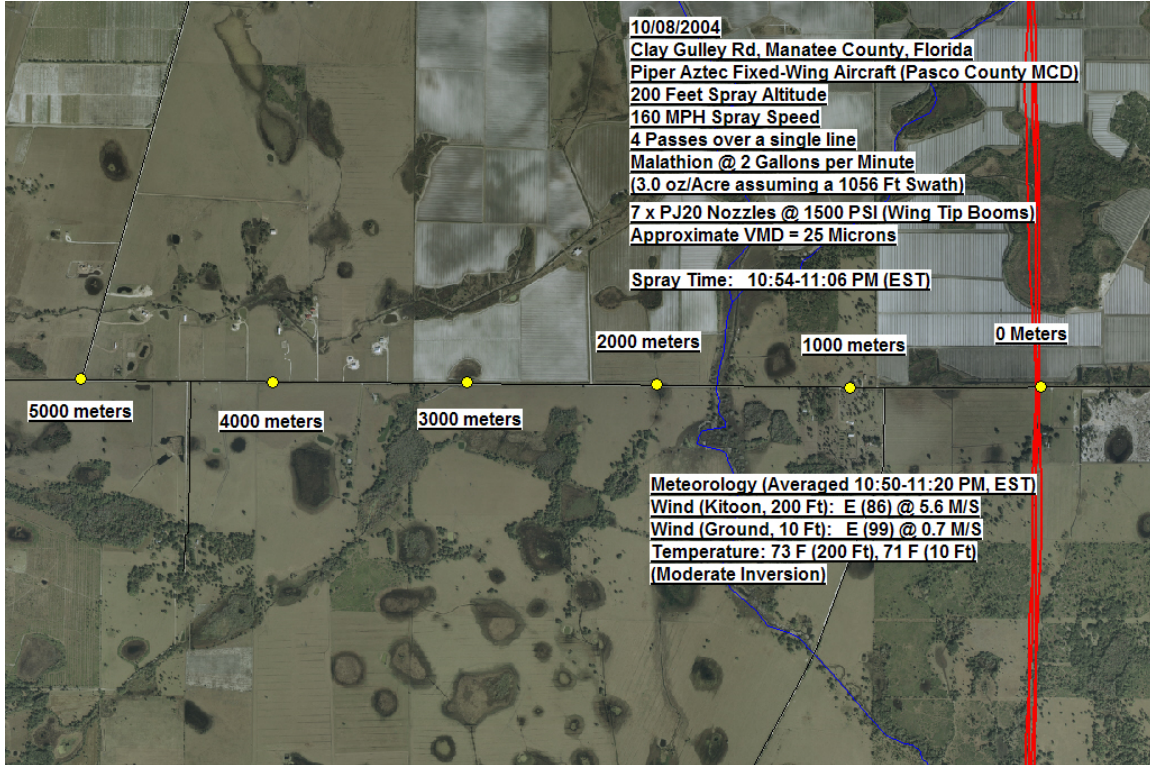 10/08/2004
Clay Gulley Rd, Manatee County, Florida
Piper Aztec Fixed-Wing Aircraft (Pasco County MCD)
200 Feet Spray Altitude
160 MPH Spray Speed
4 Passes over a single line
Malathion @ 2 Gallons per Minute
(3.0 oz/Acre assuming a 1056 Ft Swath)
7 x PJ20 Nozzles @ 1500 PSI (Wing Tip Booms)
Approximate VMD = 25 Microns
Spray Time: 10:54-11:06 PM (EST)
0 Meters
1000 meters
2000 meters
3000 meters
4000 meters
5000 meters
Meteorology (Averaged 10:50-11:20 PM, EST)
Wind (Kitoon, 200 Ft): E (86) @ 5.6 M/S
Wind (Ground, 10 Ft): E (99) @ 0.7 M/S
Temperature: 73 F (200 Ft), 71 F (10 Ft)
(Moderate Inversion)